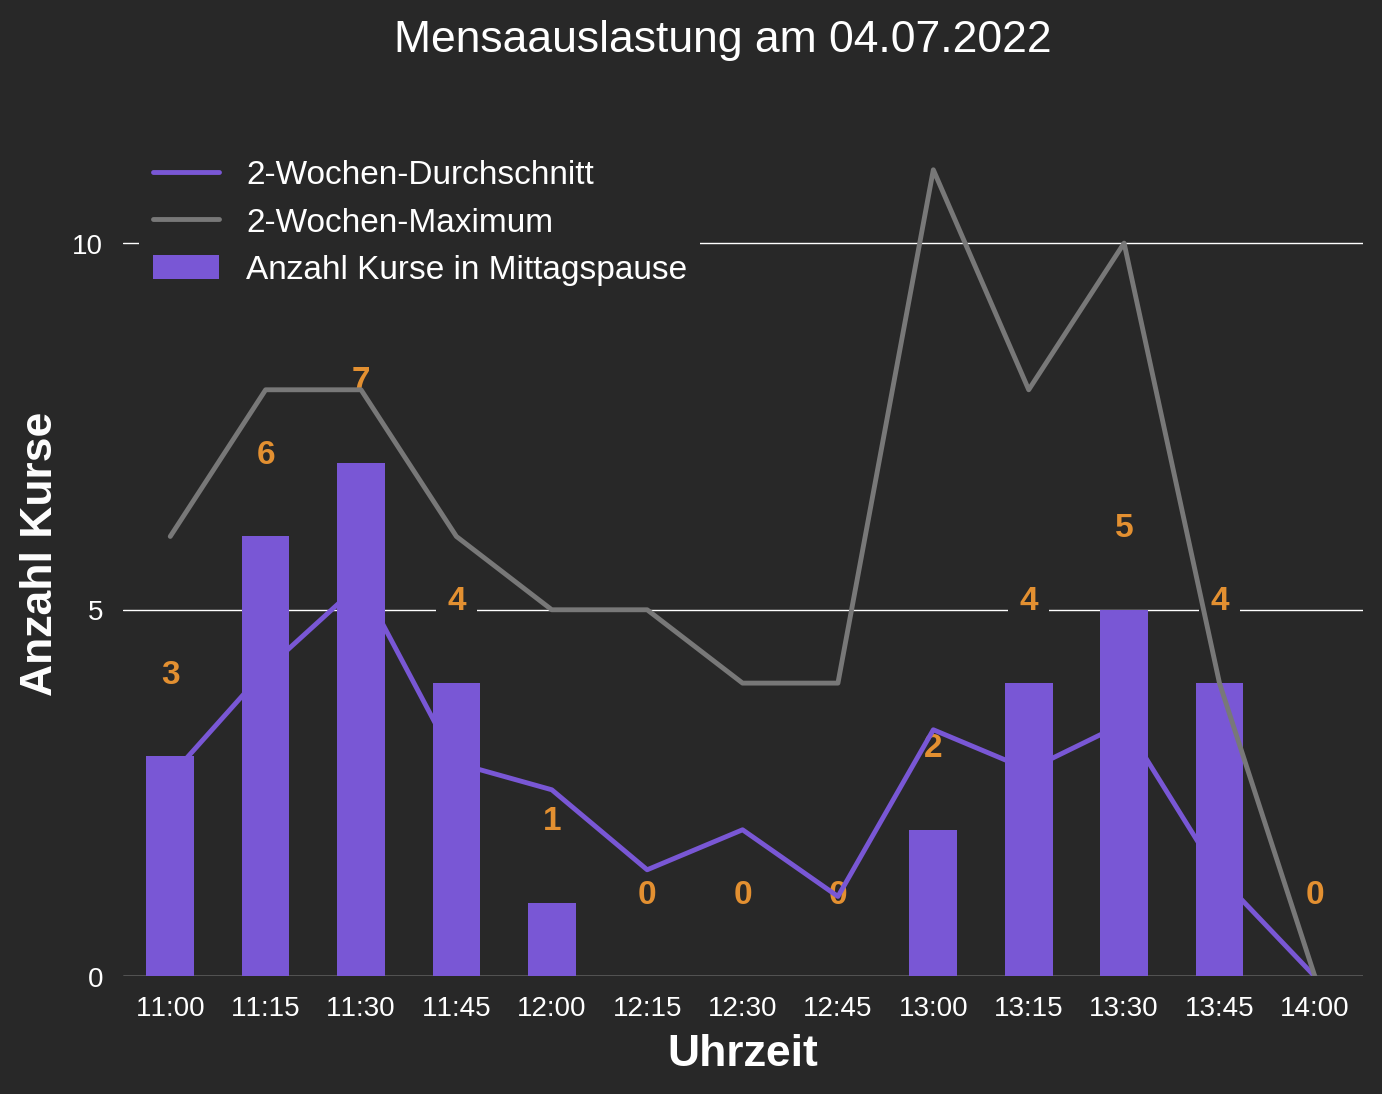 Mensaauslastung am 04.07.2022
2-Wochen-Durchschnitt
2-Wochen-Maximum
Anzahl Kurse in Mittagspause
Anzahl Kurse
10
5
0
3
6
7
4
1
0
0
0
2
4
5
4
0
11:00 11:15 11:30 11:45 12:00 12:15 12:30 12:45 13:00 13:15 13:30 13:45 14:00
Uhrzeit